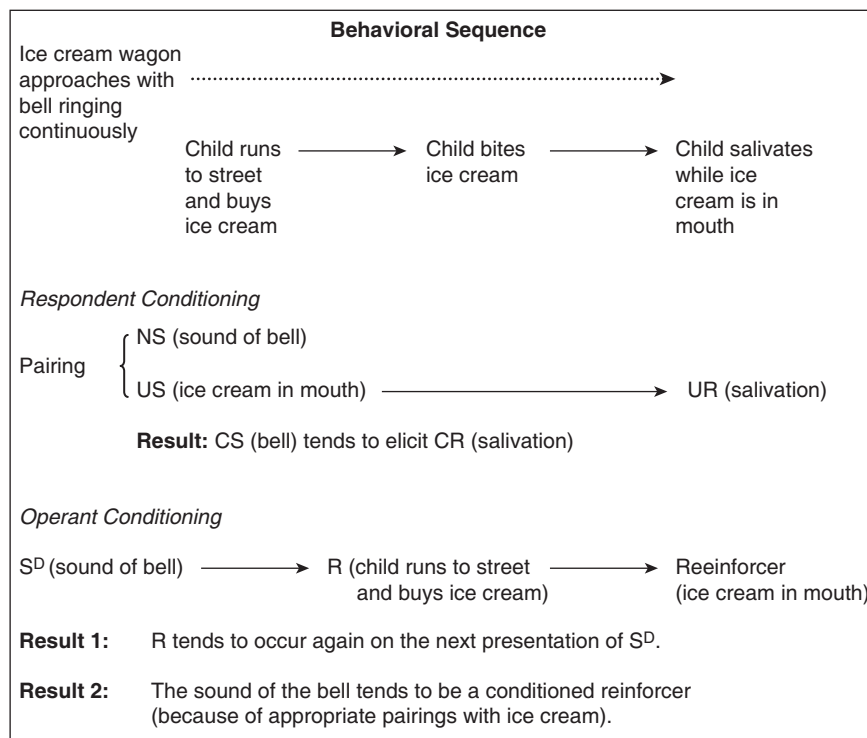 Behavioral Sequence
Ice cream wagon
approaches with
bell ringing
continuously
Child runs
to street
and buys
ice cream
Child bites
ice cream
Child salivates
while ice
cream is in
mouth
Respondent Conditioning
Pairing
NS (sound of bell)
US (ice cream in mouth)
UR (salivation)
Result: CS (bell) tends to elicit CR (salivation)
Operant Conditioning
Sᴰ (sound of bell)
R (child runs to street
and buys ice cream)
Reeinforcer
(ice cream in mouth)
Result 1: R tends to occur again on the next presentation of Sᴰ.
Result 2: The sound of the bell tends to be a conditioned reinforcer
(because of appropriate pairings with ice cream).